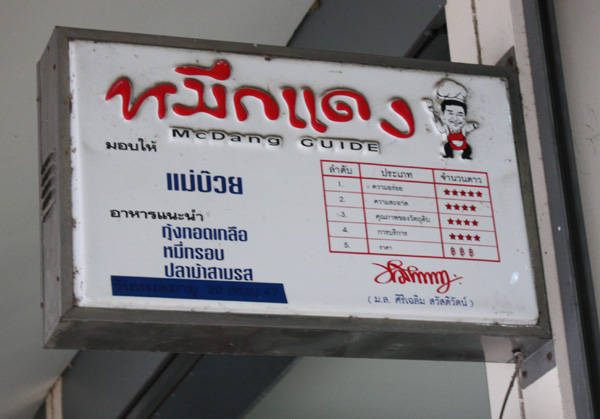 หมึกแดง
McDang GUIDE
มอบให้
แม่บ๊วย
อาหารแนะนำ
กุ้งทอดเกลือ
หมี่กรอบ
ปลาม้าสามรส
ลำดับ ประเภท จำนวนดาว
1. ความอร่อย ★★★★★
2. ความสะอาด ★★★★
3. คุณภาพของวัตถุดิบ ★★★★
4. การบริการ ★★★★
5. ราคา ฿ ฿ ฿
( ม.ล. ศิริเฉลิม สวัสดิวัตน์ )